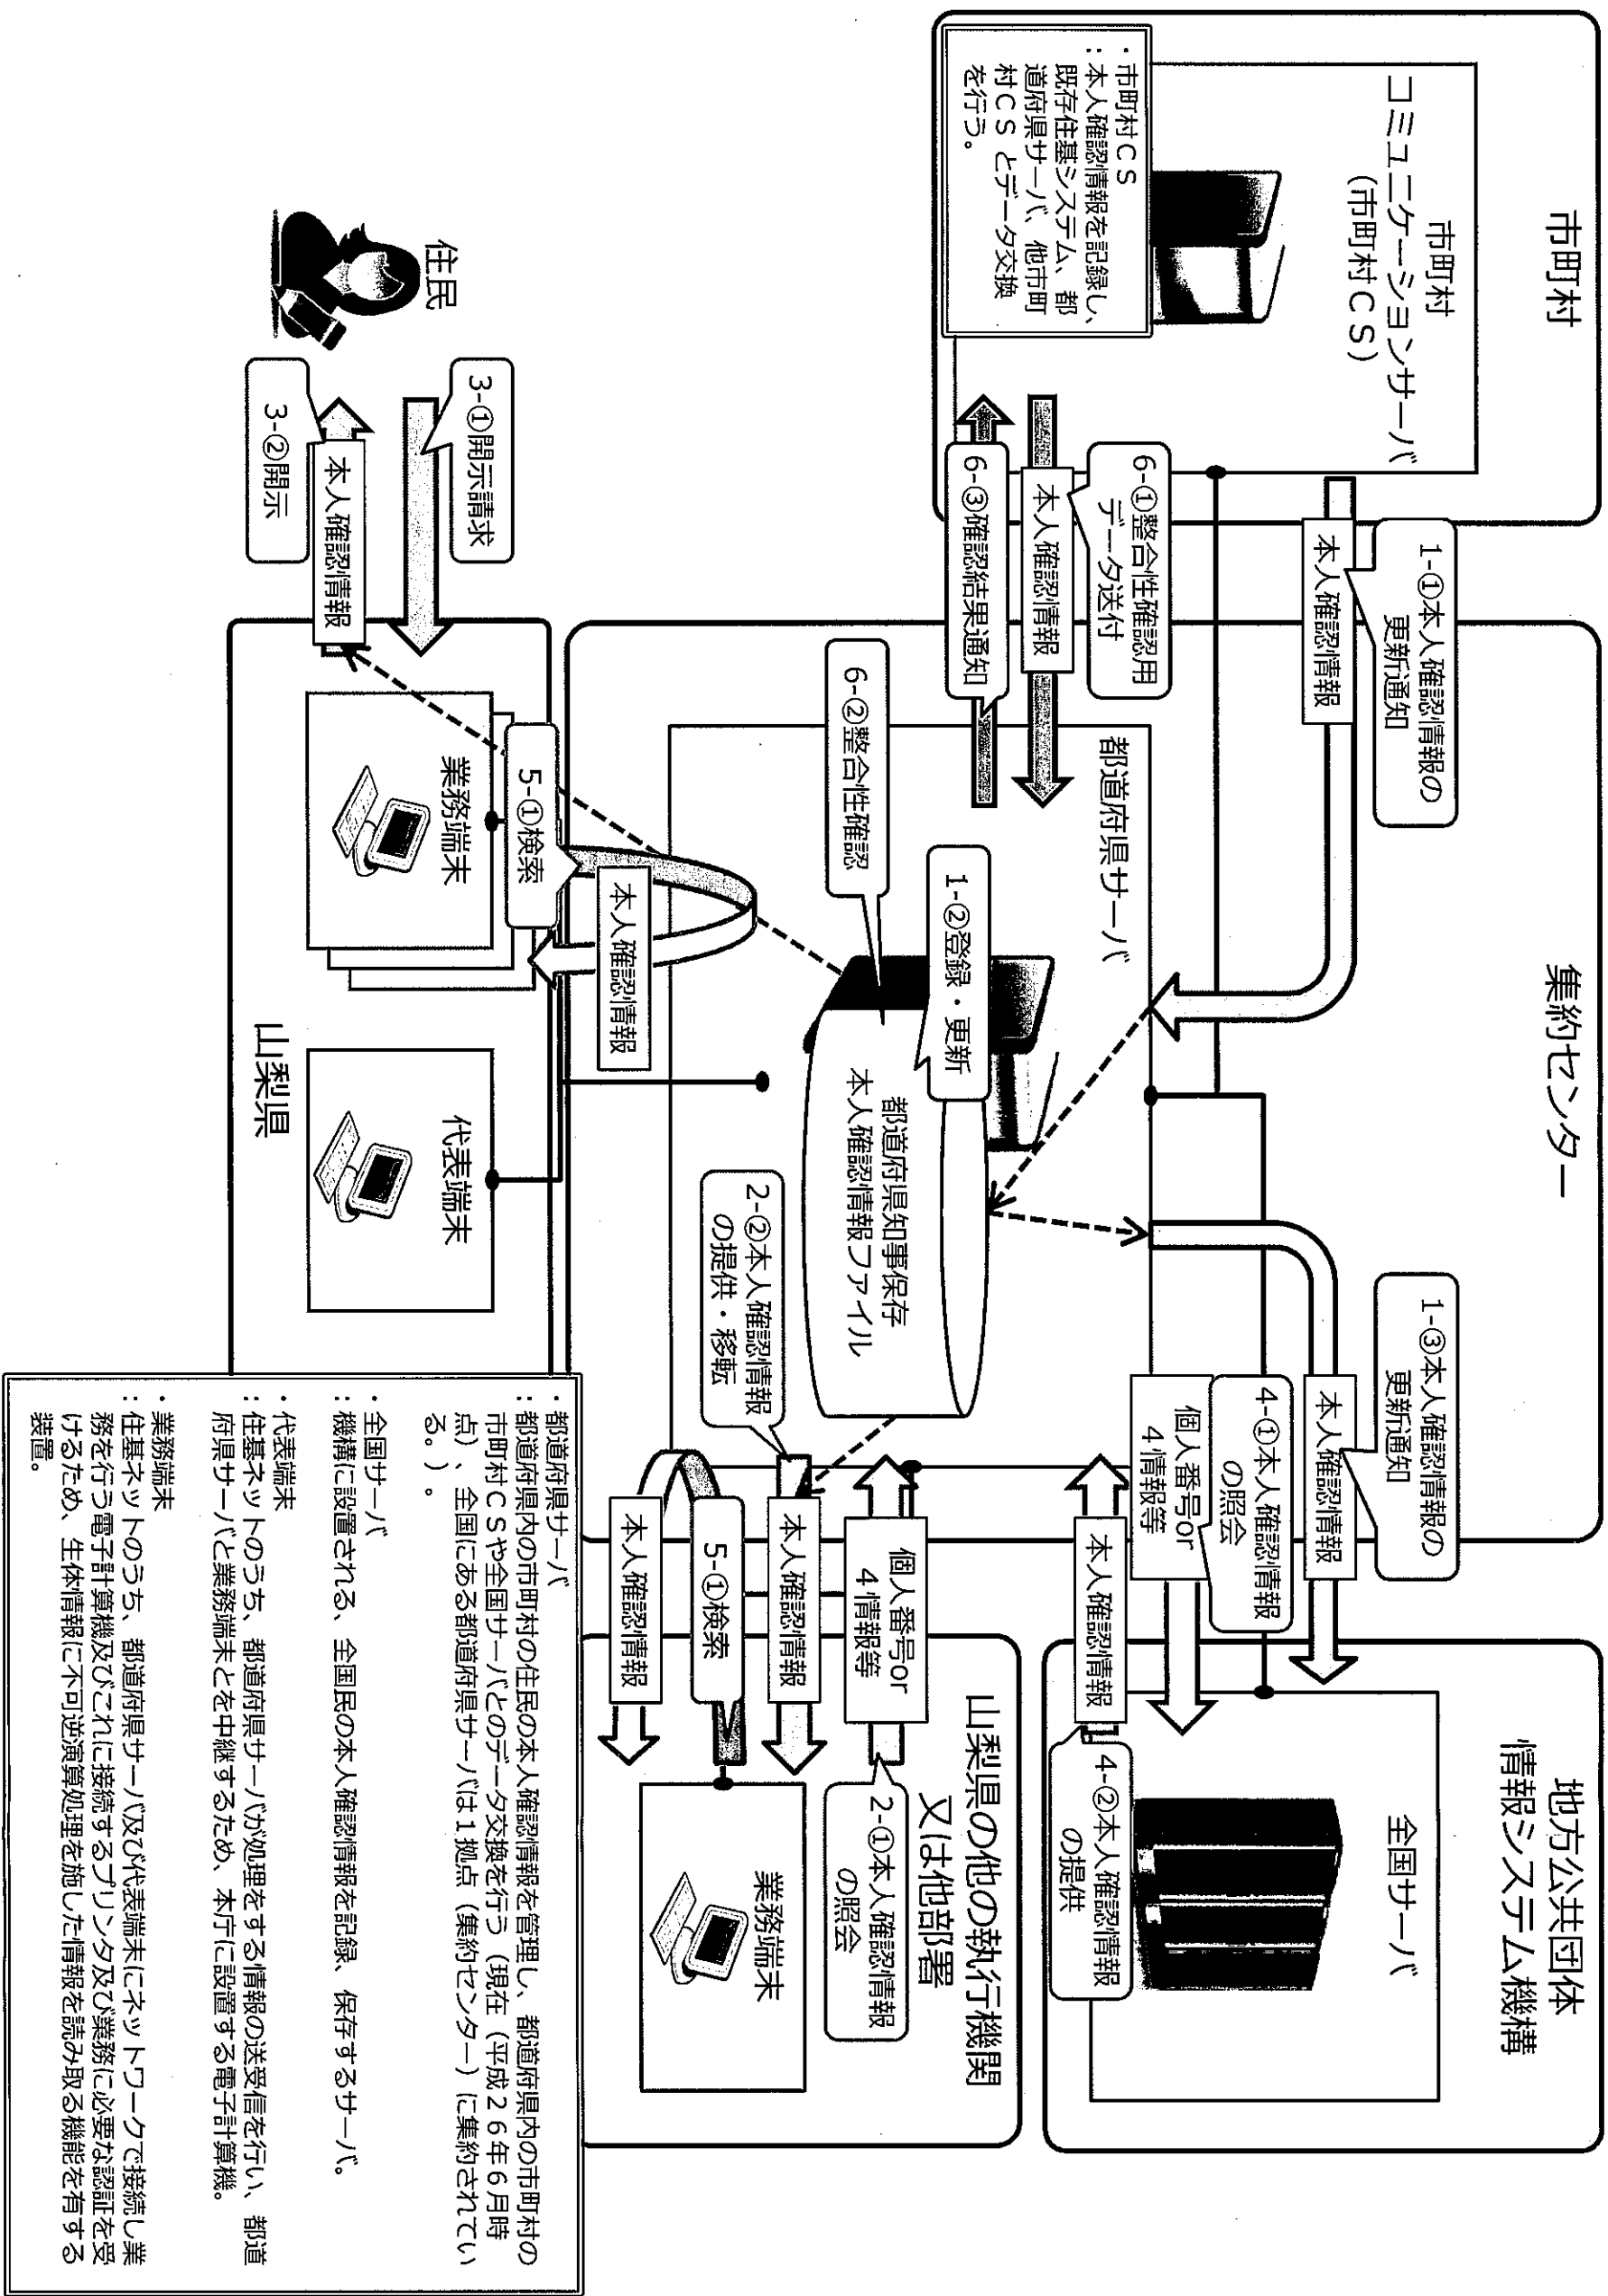 市町村
市町村
コミュニケーションサーバ
(市町村ＣＳ)
・市町村ＣＳ
：本人確認情報を記録し、
既存住基システム、都
道府県サーバ、他市町
村ＣＳとデータ交換
を行う。
集約センター
1-①本人確認情報の
更新通知
本人確認情報
6-①整合性確認用
データ送付
本人確認情報
6-③確認結果通知
都道府県サーバ
6-②整合性確認
1-②登録・更新
都道府県知事保存
本人確認情報ファイル
1-③本人確認情報の
更新通知
本人確認情報
4-①本人確認情報
の照会
個人番号or
４情報等
本人確認情報
4-②本人確認情報
の提供
地方公共団体
情報システム機構
全国サーバ
個人番号or
４情報等
2-①本人確認情報
の照会
2-②本人確認情報
の提供・移転
本人確認情報
5-①検索
本人確認情報
山梨県の他の執行機関
又は他部署
業務端末
住民
3-①開示請求
本人確認情報
3-②開示
5-①検索
本人確認情報
業務端末
代表端末
山梨県
・都道府県サーバ
：都道府県内の市町村の住民の本人確認情報を管理し、都道府県内の市町村の
市町村ＣＳや全国サーバとのデータ交換を行う（現在（平成２６年６月時
点）、全国にある都道府県サーバは１拠点（集約センター）に集約されてい
る。）。
・全国サーバ
：機構に設置される、全国民の本人確認情報を記録、保存するサーバ。
・代表端末
：住基ネットのうち、都道府県サーバが処理をする情報の送受信を行い、都道
府県サーバと業務端末とを中継するため、本庁に設置する電子計算機。
・業務端末
：住基ネットのうち、都道府県サーバ及び代表端末にネットワークで接続し業
務を行う電子計算機及びこれに接続するプリンタ及び業務に必要な認証を受
けるため、生体情報に不可逆演算処理を施した情報を読み取る機能を有する
装置。